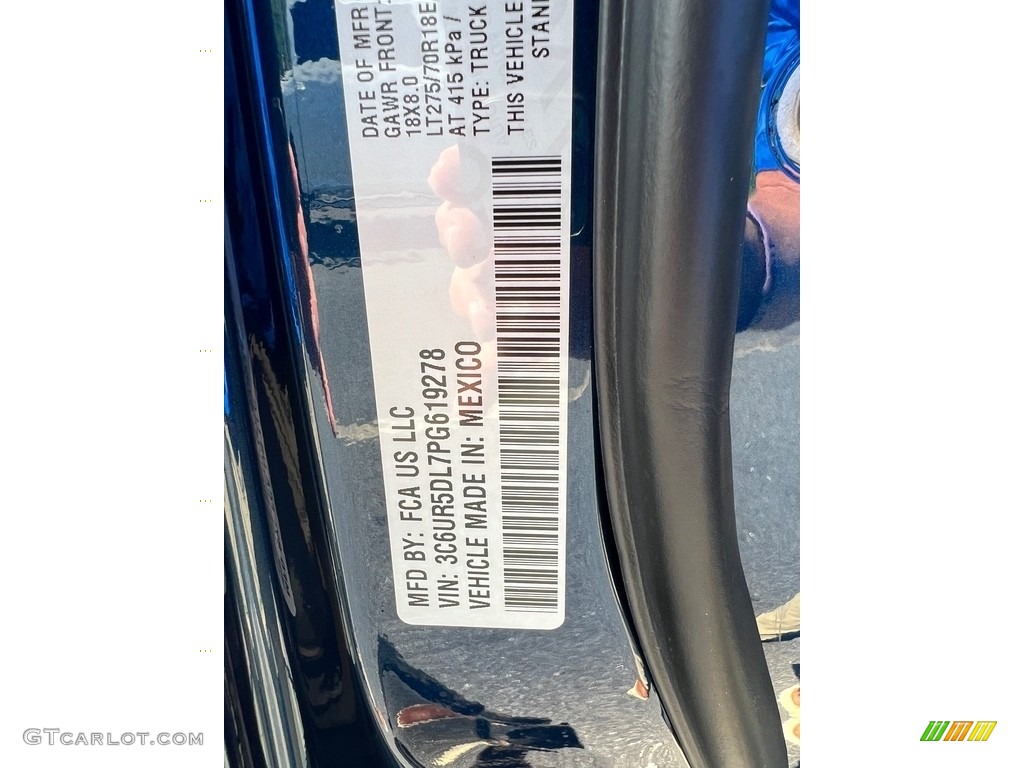 MFD BY: FCA US LLC
VIN: 3C6UR5DL7PG619278
VEHICLE MADE IN: MEXICO
DATE OF MFR
GAWR FRONT:
18X8.0
LT275/70R18E
AT 415 kPa /
TYPE: TRUCK
THIS VEHICLE
GTCARLOT.COM